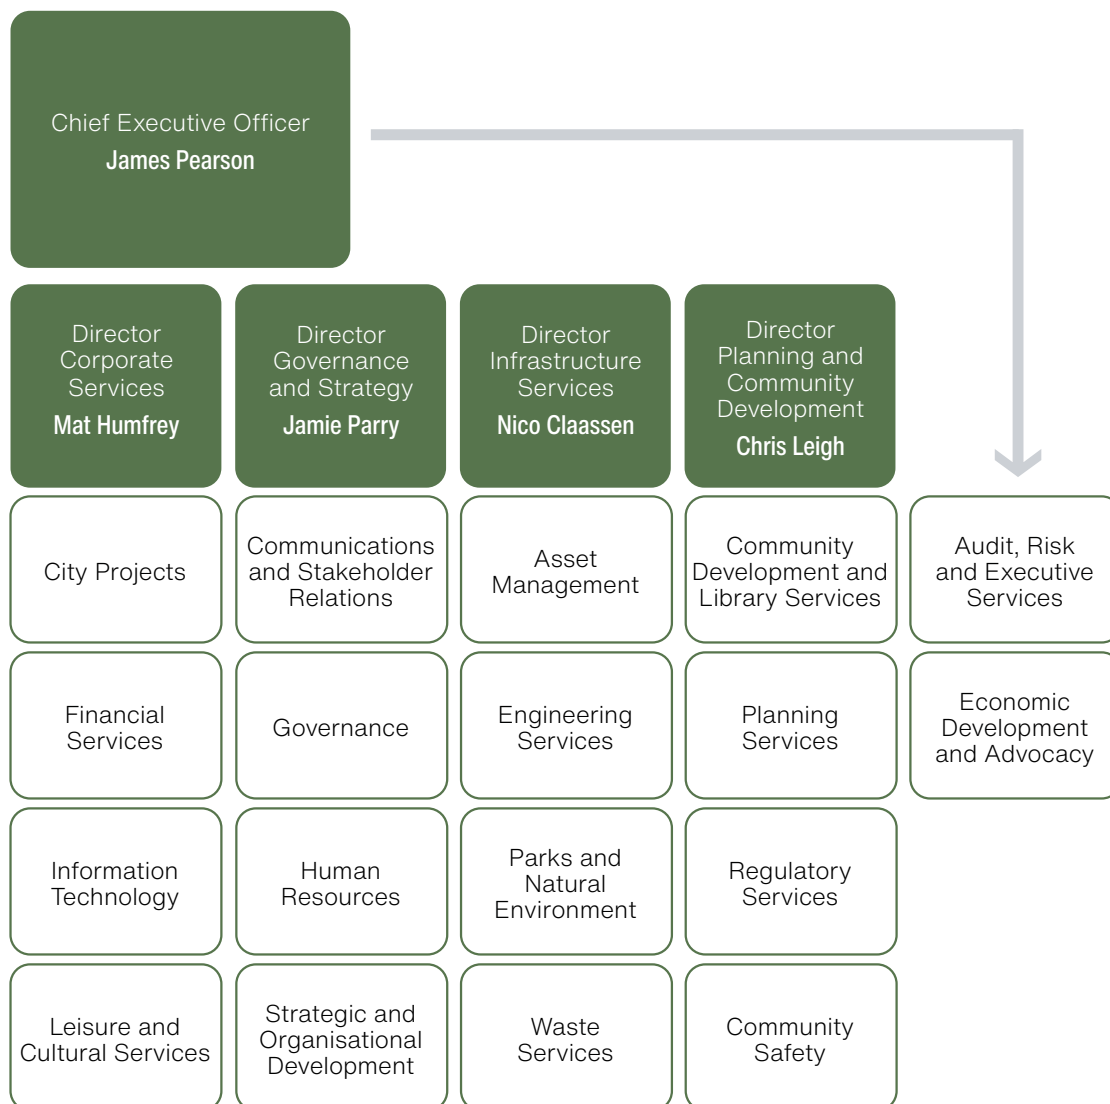 Chief Executive Officer
James Pearson
Director
Corporate
Services
Mat Humfrey
Director
Governance
and Strategy
Jamie Parry
Director
Infrastructure
Services
Nico Claassen
Director
Planning and
Community
Development
Chris Leigh
City Projects
Communications
and Stakeholder
Relations
Asset
Management
Community
Development and
Library Services
Audit, Risk
and Executive
Services
Financial
Services
Governance
Engineering
Services
Planning
Services
Economic
Development
and Advocacy
Information
Technology
Human
Resources
Parks and
Natural
Environment
Regulatory
Services
Leisure and
Cultural Services
Strategic and
Organisational
Development
Waste
Services
Community
Safety